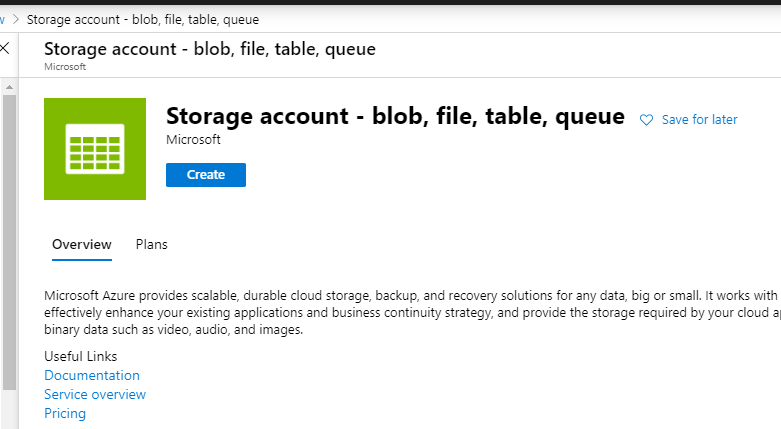 Storage account - blob, file, table, queue
Storage account - blob, file, table, queue
Microsoft
Storage account - blob, file, table, queue
Save for later
Microsoft
Create
Overview Plans
Microsoft Azure provides scalable, durable cloud storage, backup, and recovery solutions for any data, big or small. It works with
effectively enhance your existing applications and business continuity strategy, and provide the storage required by your cloud
binary data such as video, audio, and images.
Useful Links
Documentation
Service overview
Pricing